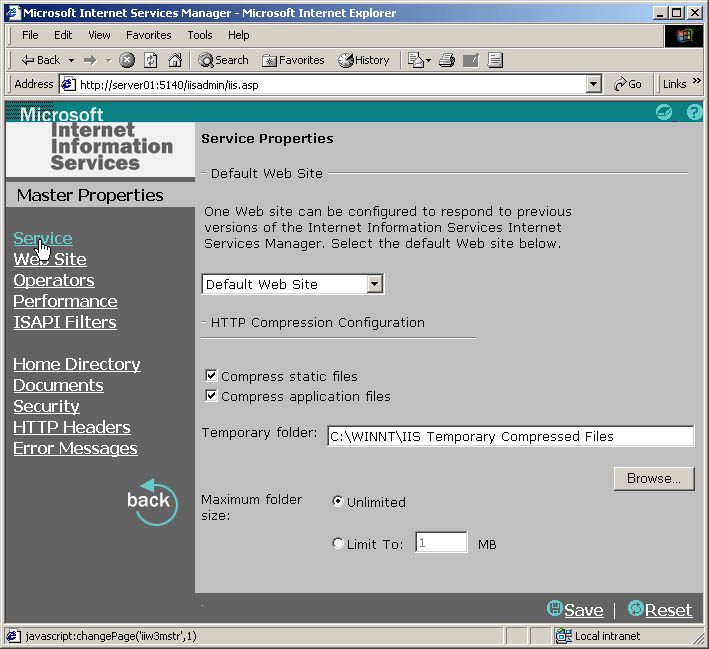 Microsoft Internet Services Manager - Microsoft Internet Explorer
File Edit View Favorites Tools Help
Back Search Favorites History
Address http://server01:5140/iisadmin/iis.asp Go Links »
Microsoft
Internet
Information
Services
Master Properties
Service
Web Site
Operators
Performance
ISAPI Filters
Home Directory
Documents
Security
HTTP Headers
Error Messages
back
Service Properties
Default Web Site
One Web site can be configured to respond to previous
versions of the Internet Information Services Internet
Services Manager. Select the default Web site below.
Default Web Site
HTTP Compression Configuration
Compress static files
Compress application files
Temporary folder: C:\WINNT\IIS Temporary Compressed Files
Browse...
Maximum folder
size:
Unlimited
Limit To: 1 MB
Save | Reset
javascript:changePage('iiw3mstr',1) Local intranet